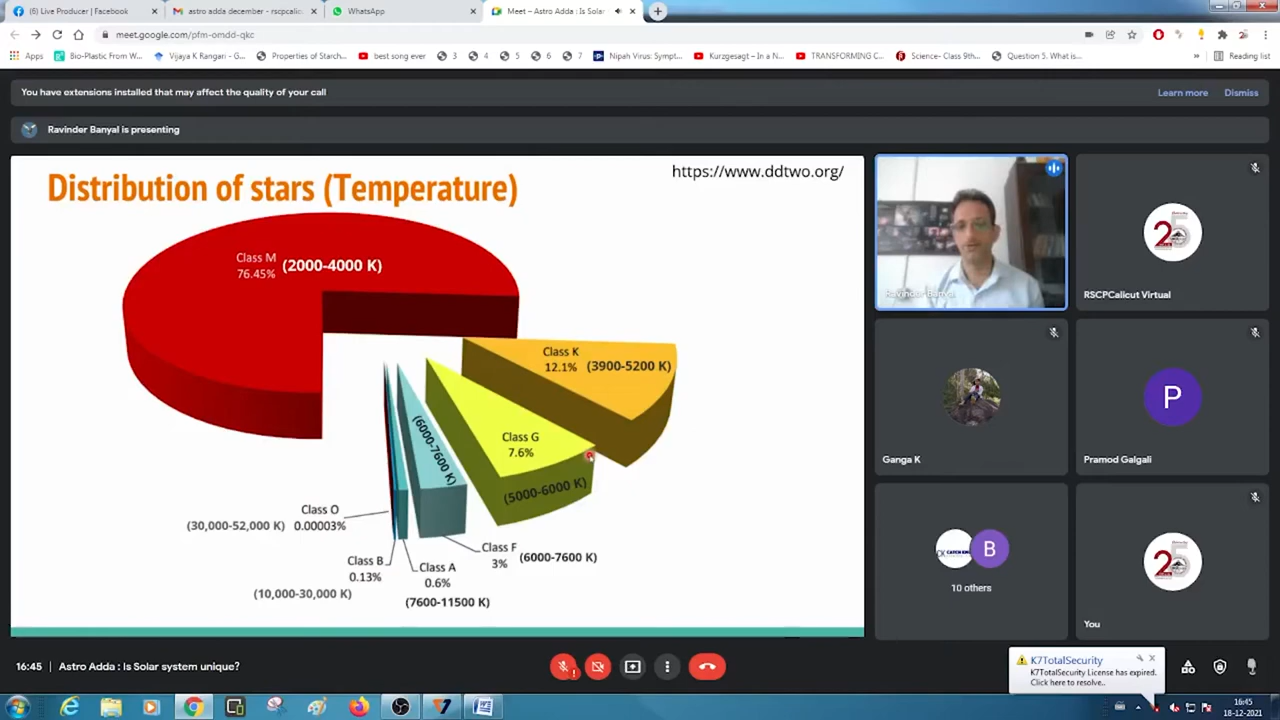 (6) Live Producer | Facebook
astro adda december - rscpcalic
WhatsApp
Meet – Astro Adda : Is Solar
meet.google.com/pfm-omdd-qkc
Apps
Bio-Plastic From W...
Vijaya K Rangari - G...
Properties of Starch...
best song ever
3
4
5
6
7
Nipah Virus: Sympt...
Kurzgesagt – In a N...
TRANSFORMING C...
Science- Class 9th...
Question 5. What is...
»
Reading list
You have extensions installed that may affect the quality of your call
Learn more
Dismiss
Ravinder Banyal is presenting
Distribution of stars (Temperature)
https://www.ddtwo.org/
Class M
76.45%
(2000-4000 K)
Class K
12.1%
(3900-5200 K)
Class G
7.6%
(5000-6000 K)
(6000-7600 K)
Class O
(30,000-52,000 K) 0.00003%
Class B
0.13%
(10,000-30,000 K)
Class A
0.6%
(7600-11500 K)
Class F
3%
(6000-7600 K)
Ravinder Banyal
RSCPCalicut Virtual
Ganga K
P
Pramod Galgali
B
10 others
You
16:45 | Astro Adda : Is Solar system unique?
K7TotalSecurity
K7TotalSecurity License has expired.
Click here to resolve..
16:45
18-12-2021